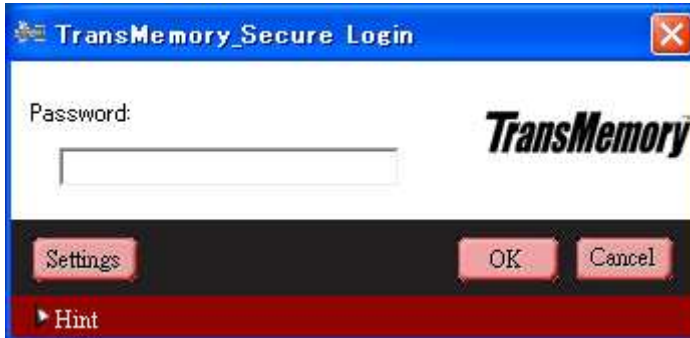 TransMemory_Secure Login
Password:
TransMemory
Settings
OK
Cancel
Hint